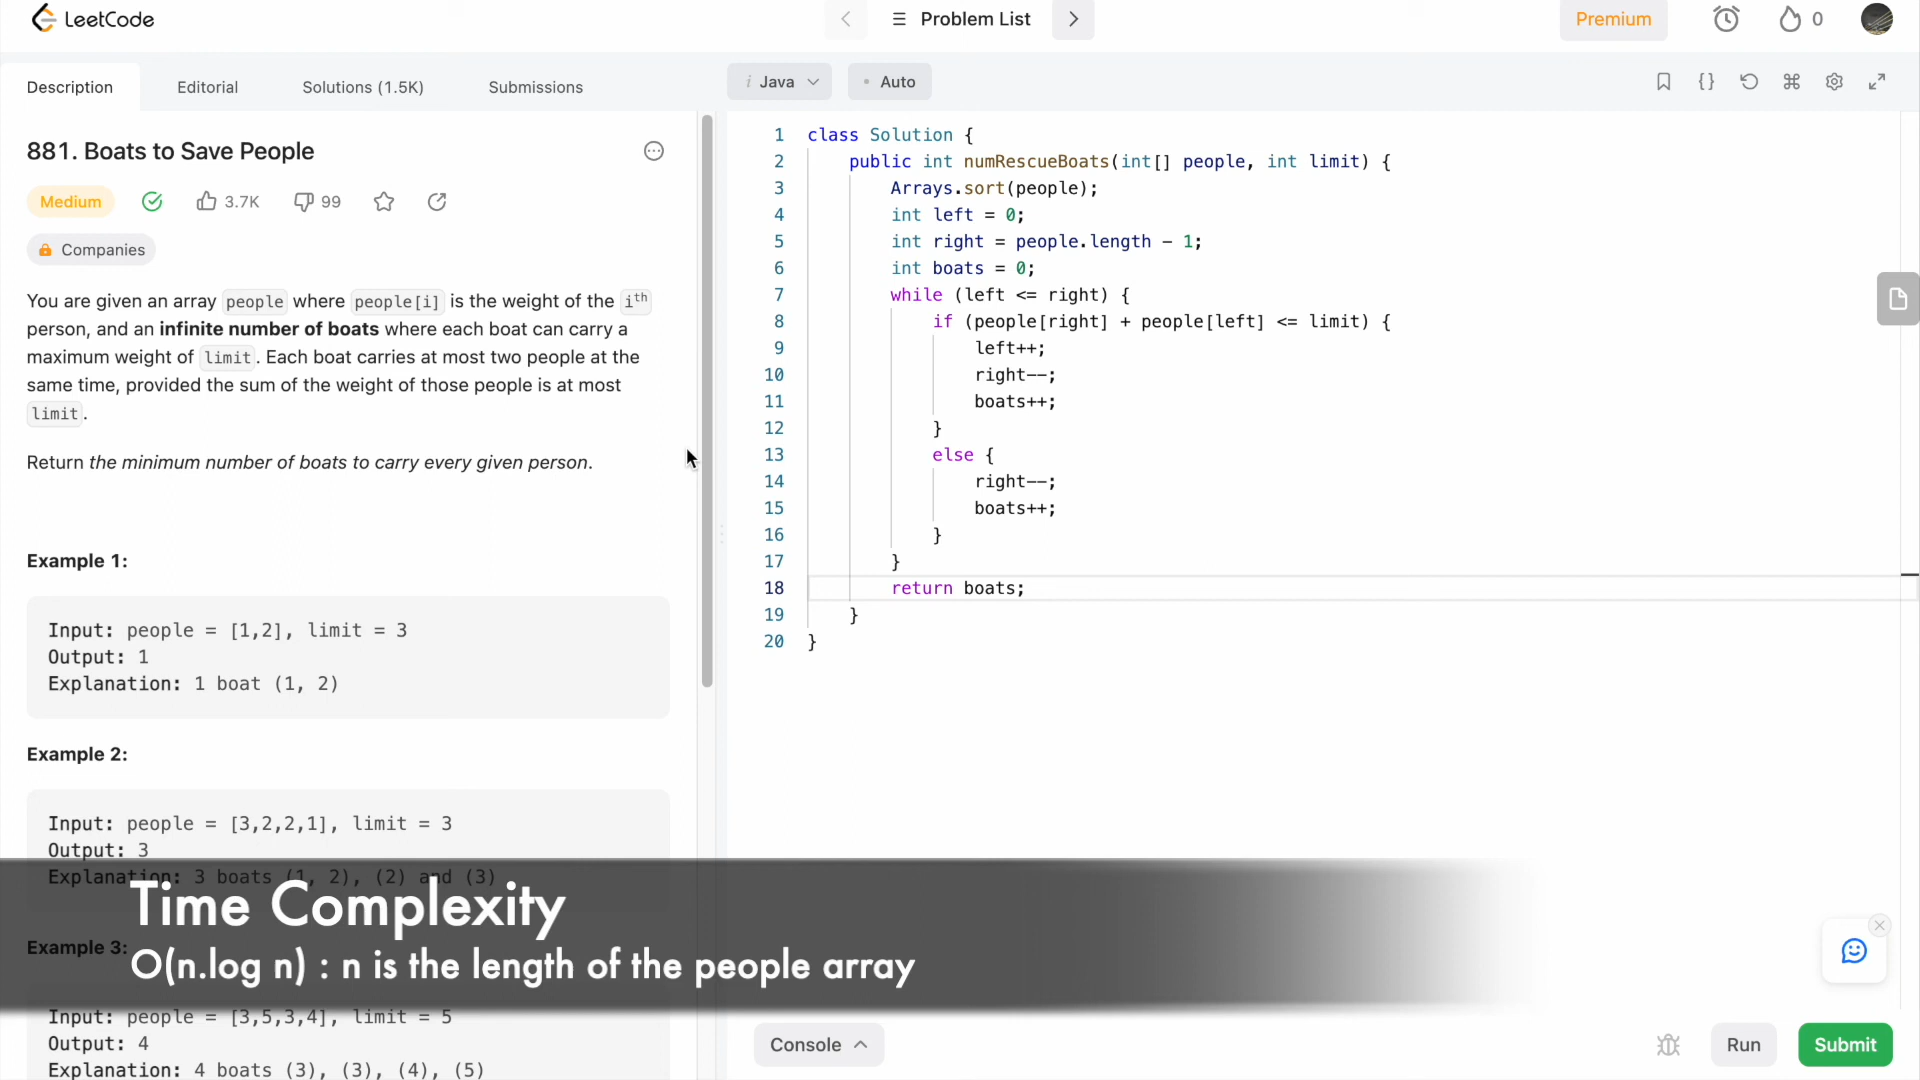 LeetCode
Problem List
Premium
0
Description
Editorial
Solutions (1.5K)
Submissions
i Java
• Auto
881. Boats to Save People
Medium
3.7K
99
Companies
You are given an array people where people[i] is the weight of the ith
person, and an infinite number of boats where each boat can carry a
maximum weight of limit. Each boat carries at most two people at the
same time, provided the sum of the weight of those people is at most
limit.
Return the minimum number of boats to carry every given person.
Example 1:
Input: people = [1,2], limit = 3
Output: 1
Explanation: 1 boat (1, 2)
Example 2:
Input: people = [3,2,2,1], limit = 3
Output: 3
Explanation: 3 boats (1, 2), (2) and (3)
Example 3:
Input: people = [3,5,3,4], limit = 5
Output: 4
Explanation: 4 boats (3), (3), (4), (5)
1 class Solution {
2 public int numRescueBoats(int[] people, int limit) {
3 Arrays.sort(people);
4 int left = 0;
5 int right = people.length - 1;
6 int boats = 0;
7 while (left <= right) {
8 if (people[right] + people[left] <= limit) {
9 left++;
10 right--;
11 boats++;
12 }
13 else {
14 right--;
15 boats++;
16 }
17 }
18 return boats;
19 }
20 }
Time Complexity
O(n.log n) : n is the length of the people array
Console
Run
Submit